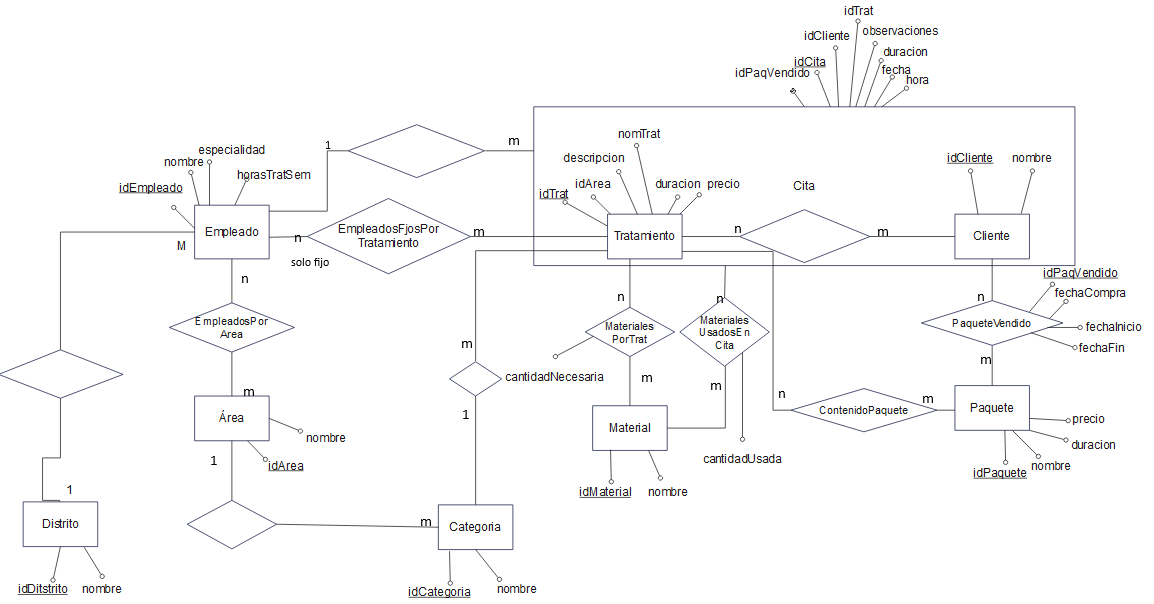 idTrat
observaciones
idCliente
duracion
idCita
fecha
idPaqVendido
hora
nomTrat
1
m
especialidad
nombre
descripcion
idCliente
nombre
horasTratSem
idArea
duracion
precio
Cita
idEmpleado
idTrat
Empleado
EmpleadosFjosPor
Tratamiento
n
m
Tratamiento
n
m
Cliente
M
solo fijo
idPaqVendido
n
n
n
n
fechaCompra
EmpleadosPor
Area
Materiales
PorTrat
Materiales
UsadosEn
Cita
PaqueteVendido
fechaInicio
m
m
fechaFin
cantidadNecesaria
m
m
m
n
m
Área
1
ContenidoPaquete
Paquete
precio
nombre
Material
duracion
1
idArea
cantidadUsada
nombre
idPaquete
1
idMaterial
nombre
Distrito
m
Categoria
idDitstrito
nombre
idCategoria
nombre